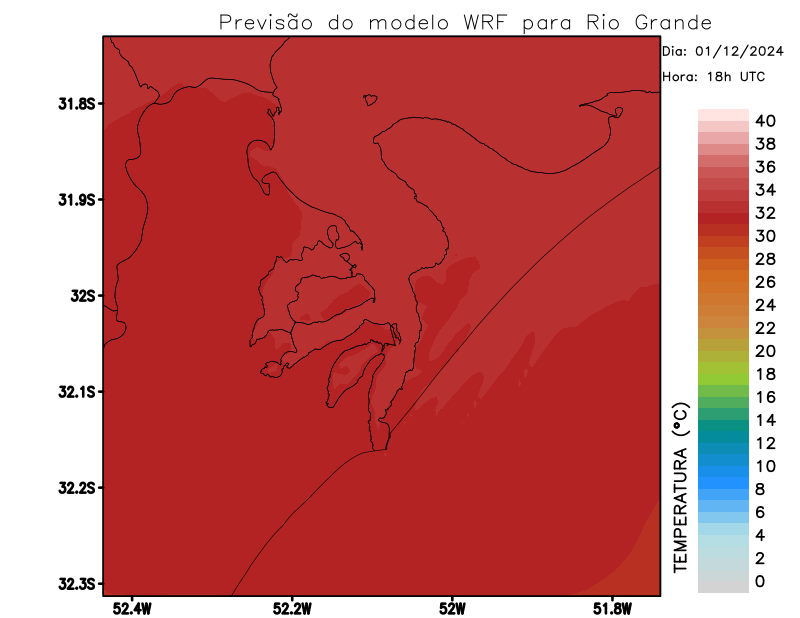 Previsão do modelo WRF para Rio Grande
Dia: 01/12/2024
Hora: 18h UTC
31.8S
31.9S
32S
32.1S
32.2S
32.3S
52.4W
52.2W
52W
51.8W
TEMPERATURA (°C)
40
38
36
34
32
30
28
26
24
22
20
18
16
14
12
10
8
6
4
2
0